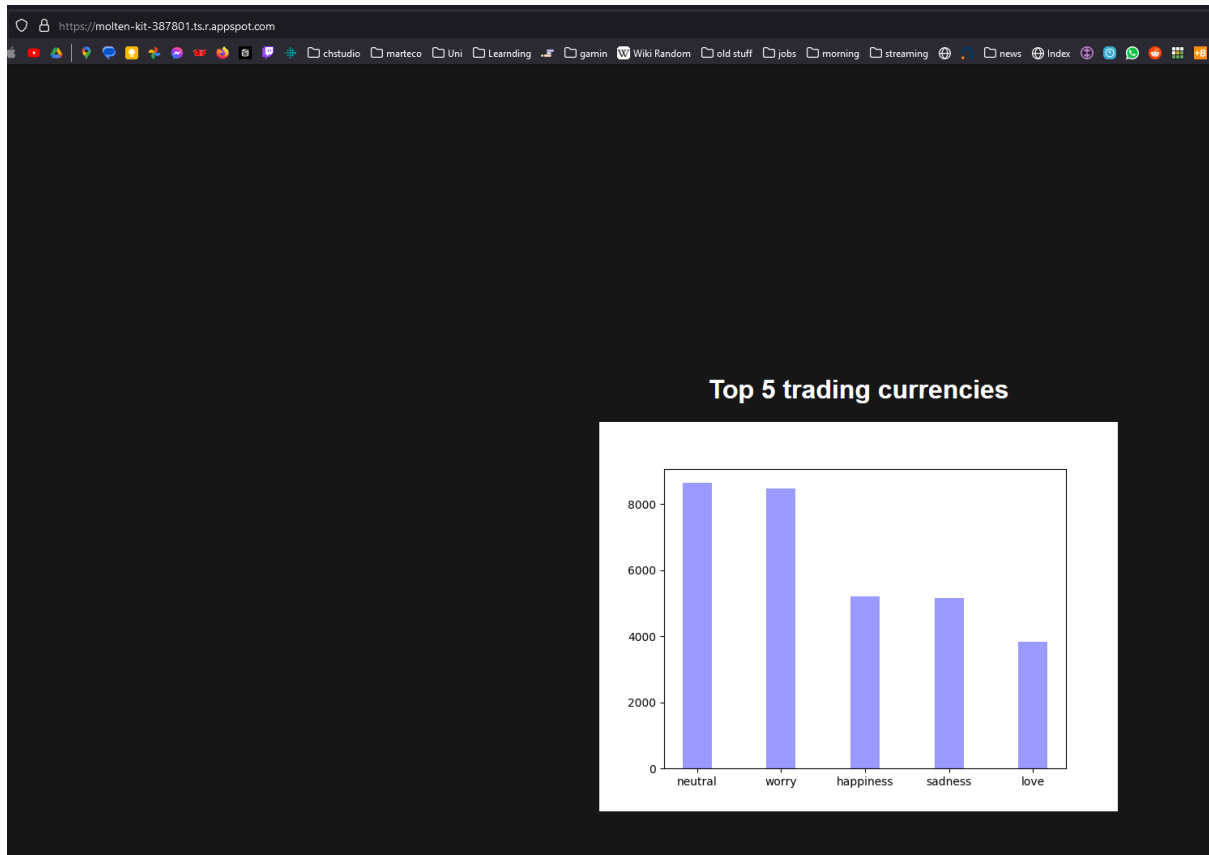 https://molten-kit-387801.ts.r.appspot.com
chstudio marteco Uni Learnding gamin W Wiki Random old stuff jobs morning streaming news Index
Top 5 trading currencies
8000
6000
4000
2000
0
neutral worry happiness sadness love